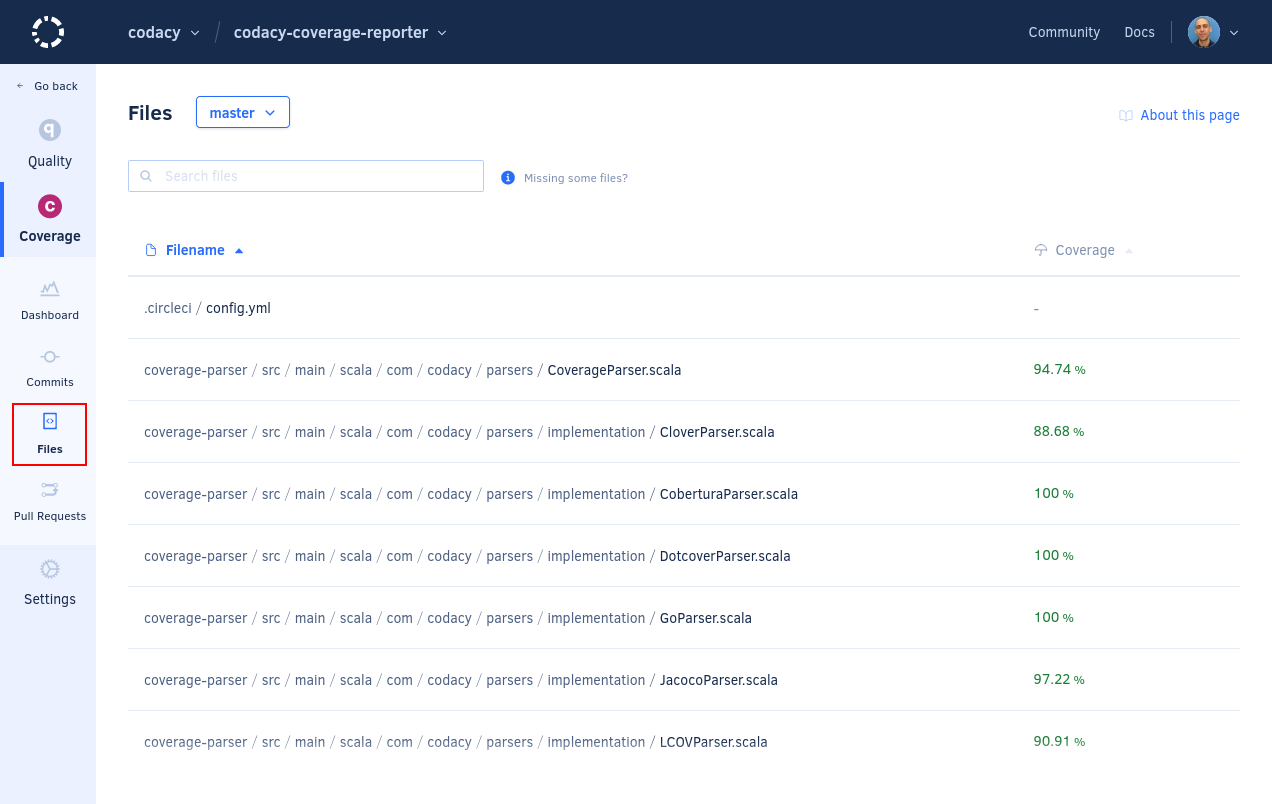 codacy / codacy-coverage-reporter
Community Docs
← Go back
Quality
C
Coverage
Dashboard
Commits
Files
Pull Requests
Settings
Files master
About this page
Search files
Missing some files?
Filename Coverage
.circleci / config.yml -
coverage-parser / src / main / scala / com / codacy / parsers / CoverageParser.scala 94.74 %
coverage-parser / src / main / scala / com / codacy / parsers / implementation / CloverParser.scala 88.68 %
coverage-parser / src / main / scala / com / codacy / parsers / implementation / CoberturaParser.scala 100 %
coverage-parser / src / main / scala / com / codacy / parsers / implementation / DotcoverParser.scala 100 %
coverage-parser / src / main / scala / com / codacy / parsers / implementation / GoParser.scala 100 %
coverage-parser / src / main / scala / com / codacy / parsers / implementation / JacocoParser.scala 97.22 %
coverage-parser / src / main / scala / com / codacy / parsers / implementation / LCOVParser.scala 90.91 %